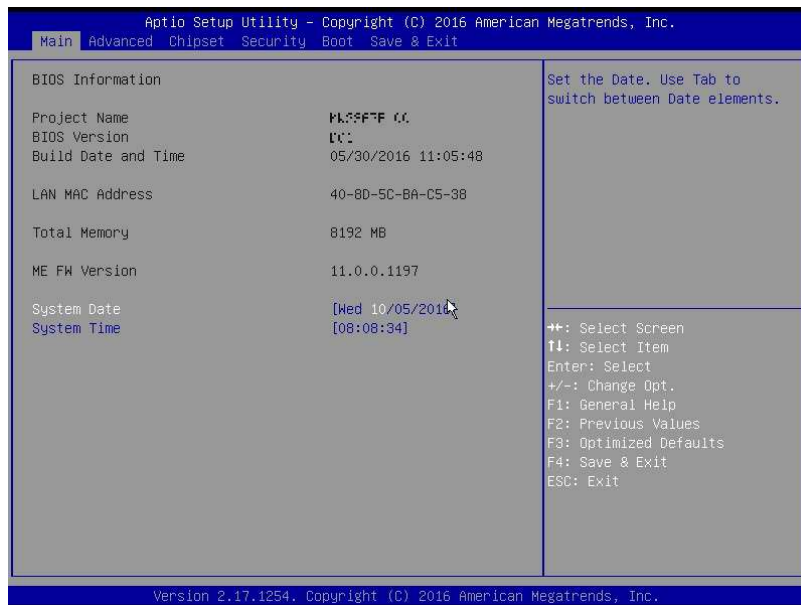 Aptio Setup Utility – Copyright (C) 2016 American Megatrends, Inc.
Main Advanced Chipset Security Boot Save & Exit
BIOS Information
Project Name
BIOS Version
Build Date and Time 05/30/2016 11:05:48
LAN MAC Address 40-8D-5C-BA-C5-38
Total Memory 8192 MB
ME FW Version 11.0.0.1197
System Date [Wed 10/05/2016]
System Time [08:08:34]
Set the Date. Use Tab to
switch between Date elements.
→←: Select Screen
↑↓: Select Item
Enter: Select
+/-: Change Opt.
F1: General Help
F2: Previous Values
F3: Optimized Defaults
F4: Save & Exit
ESC: Exit
Version 2.17.1254. Copyright (C) 2016 American Megatrends, Inc.